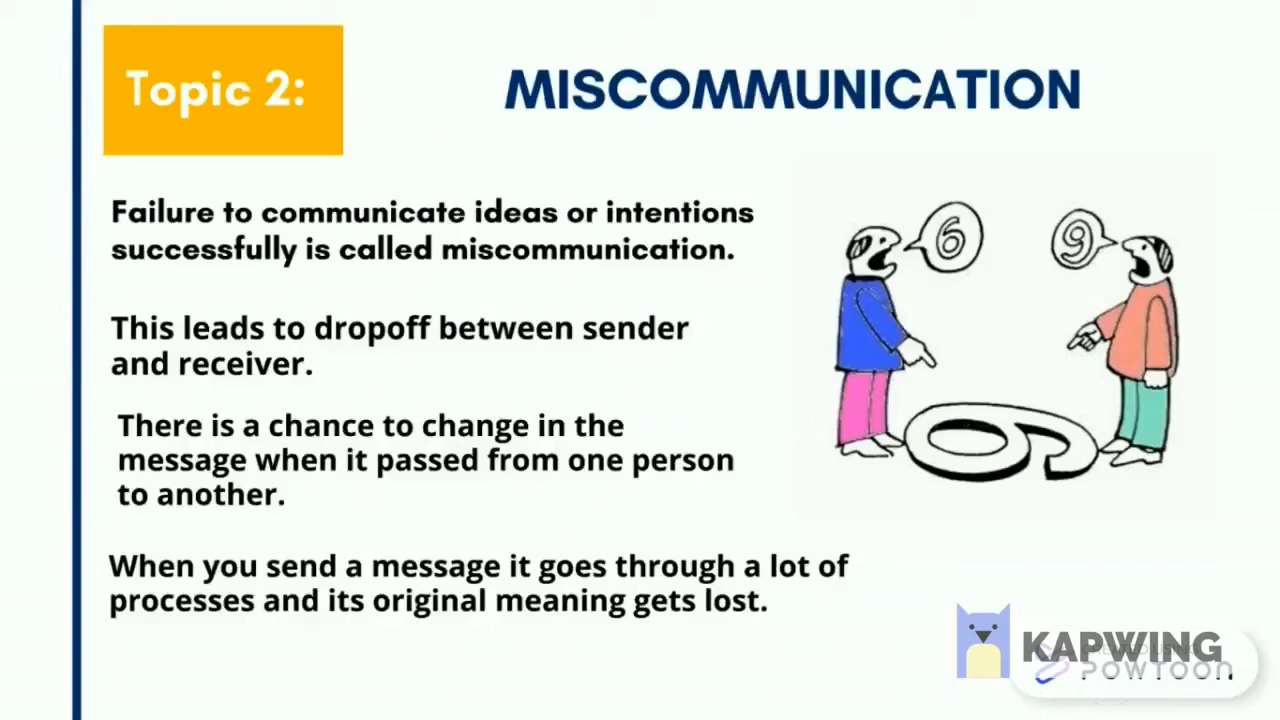 Topic 2:
MISCOMMUNICATION
Failure to communicate ideas or intentions
successfully is called miscommunication.
This leads to dropoff between sender
and receiver.
There is a chance to change in the
message when it passed from one person
to another.
When you send a message it goes through a lot of
processes and its original meaning gets lost.
6
9
KAPWING
POWTOON